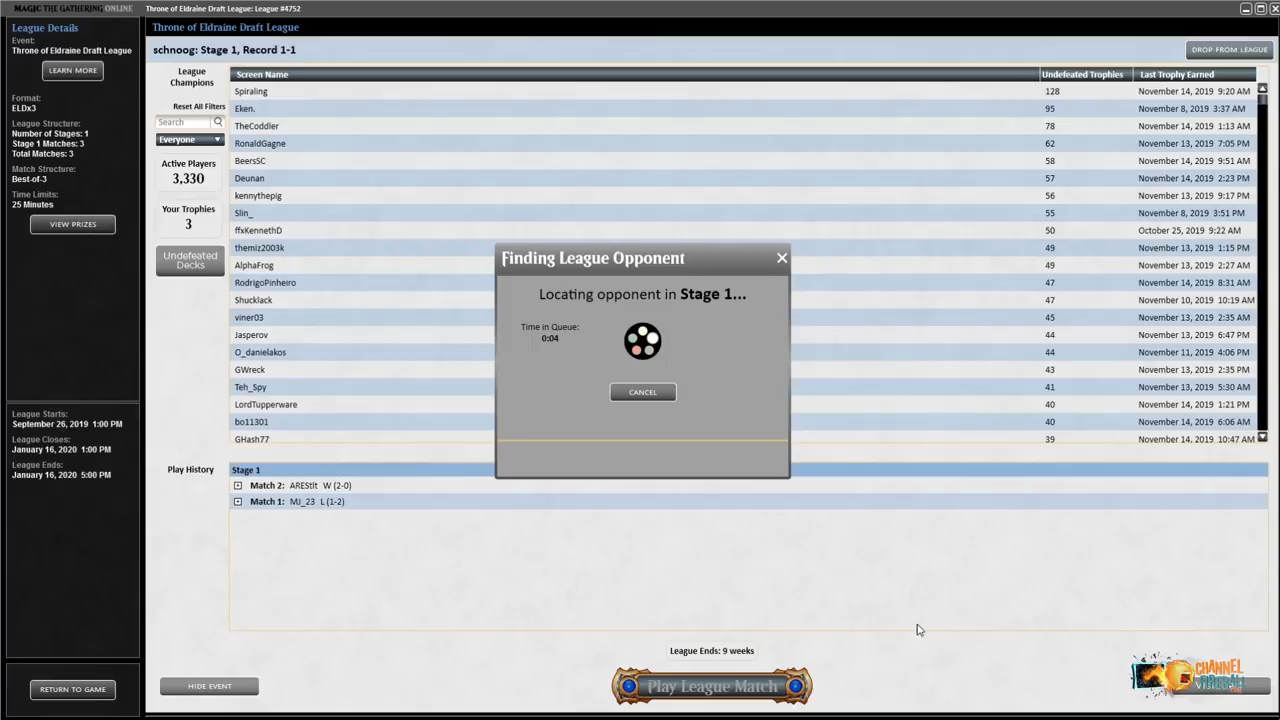 MAGIC THE GATHERING ONLINE
Throne of Eldraine Draft League: League #4752
League Details
Event:
Throne of Eldraine Draft League
LEARN MORE
Format:
ELDx3
League Structure:
Number of Stages: 1
Stage 1 Matches: 3
Total Matches: 3
Match Structure:
Best-of-3
Time Limits:
25 Minutes
VIEW PRIZES
League Starts:
September 26, 2019 1:00 PM
League Closes:
January 16, 2020 1:00 PM
League Ends:
January 16, 2020 5:00 PM
RETURN TO GAME
Throne of Eldraine Draft League
schnoog: Stage 1, Record 1-1
DROP FROM LEAGUE
League
Champions
Reset All Filters
Search
Everyone
Active Players
3,330
Your Trophies
3
Undefeated
Decks
Screen Name Undefeated Trophies Last Trophy Earned
Spiraling 128 November 14, 2019 9:20 AM
Eken. 95 November 8, 2019 3:37 AM
TheCoddler 78 November 14, 2019 1:13 AM
RonaldGagne 62 November 13, 2019 7:05 PM
BeersSC 58 November 14, 2019 9:51 AM
Deunan 57 November 14, 2019 2:23 PM
kennythepig 56 November 13, 2019 9:17 PM
Slin_ 55 November 8, 2019 3:51 PM
ffxKennethD 50 October 25, 2019 9:22 AM
themiz2003k 49 November 13, 2019 1:15 PM
AlphaFrog 49 November 13, 2019 2:27 AM
RodrigoPinheiro 47 November 14, 2019 8:31 AM
Shucklack 47 November 10, 2019 10:19 AM
viner03 45 November 13, 2019 2:35 AM
Jasperov 44 November 13, 2019 6:47 PM
O_danielakos 44 November 11, 2019 4:06 PM
GWreck 43 November 13, 2019 2:35 PM
Teh_Spy 41 November 13, 2019 5:30 AM
LordTupperware 40 November 14, 2019 1:21 PM
bo11301 40 November 14, 2019 6:06 AM
GHash77 39 November 14, 2019 10:47 AM
Finding League Opponent
Locating opponent in Stage 1...
Time in Queue:
0:04
CANCEL
Play History
Stage 1
Match 2: AREStlt W (2-0)
Match 1: MJ_23 L (1-2)
League Ends: 9 weeks
HIDE EVENT
Play League Match
CHANNEL
FIREBALL